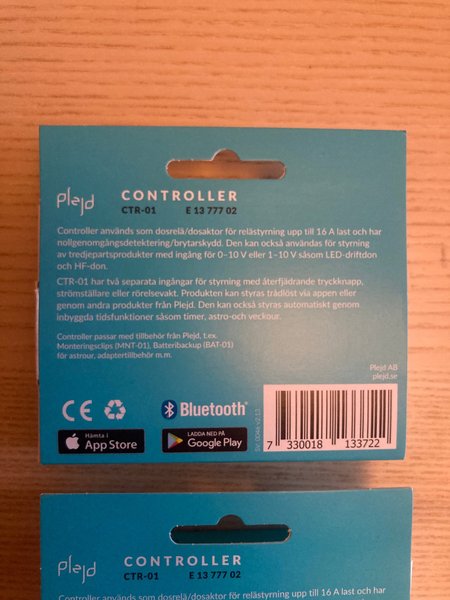 Plejd
CONTROLLER
CTR-01 E 13 777 02
Controller används som dosrelä/dosaktor för relästyrning upp till 16 A last och har
nollgenomgångsdetektering/brytarskydd. Den kan också användas för styrning
av tredjepartsprodukter med ingång för 0–10 V eller 1–10 V såsom LED-driftdon
och HF-don.
CTR-01 har två separata ingångar för styrning med återfjädrande tryckknapp,
strömställare eller rörelsevakt. Produkten kan styras trådlöst via appen eller
genom andra produkter från Plejd. Den kan också styras automatiskt genom
inbyggda tidsfunktioner såsom timer, astro-och veckour.
Controller passar med tillbehör från Plejd, t.ex.
Monteringsclips (MNT-01), Batteribackup (BAT-01)
för astrour, adaptertillbehör m.m.
Plejd AB
plejd.se
CE
Bluetooth®
Hämta i
App Store
LADDA NED PÅ
Google Play
SV. 0046 v2.13
7 330018 133722
Plejd
CONTROLLER
CTR-01 E 13 777 02
Controller används som dosrelä/dosaktor för relästyrning upp till 16 A last och har